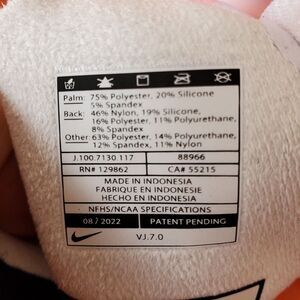 Palm: 75% Polyester, 20% Silicone
5% Spandex
Back: 46% Nylon, 19% Silicone,
16% Polyester, 11% Polyurethane,
8% Spandex
Other: 63% Polyester, 14% Polyurethane,
12% Spandex, 11% Nylon
J.100.7130.117 88966
RN# 129862 CA# 55215
MADE IN INDONESIA
FABRIQUE EN INDONESIE
HECHO EN INDONESIA
NFHS/NCAA SPECIFICATIONS
08/2022 PATENT PENDING
VJ.7.0